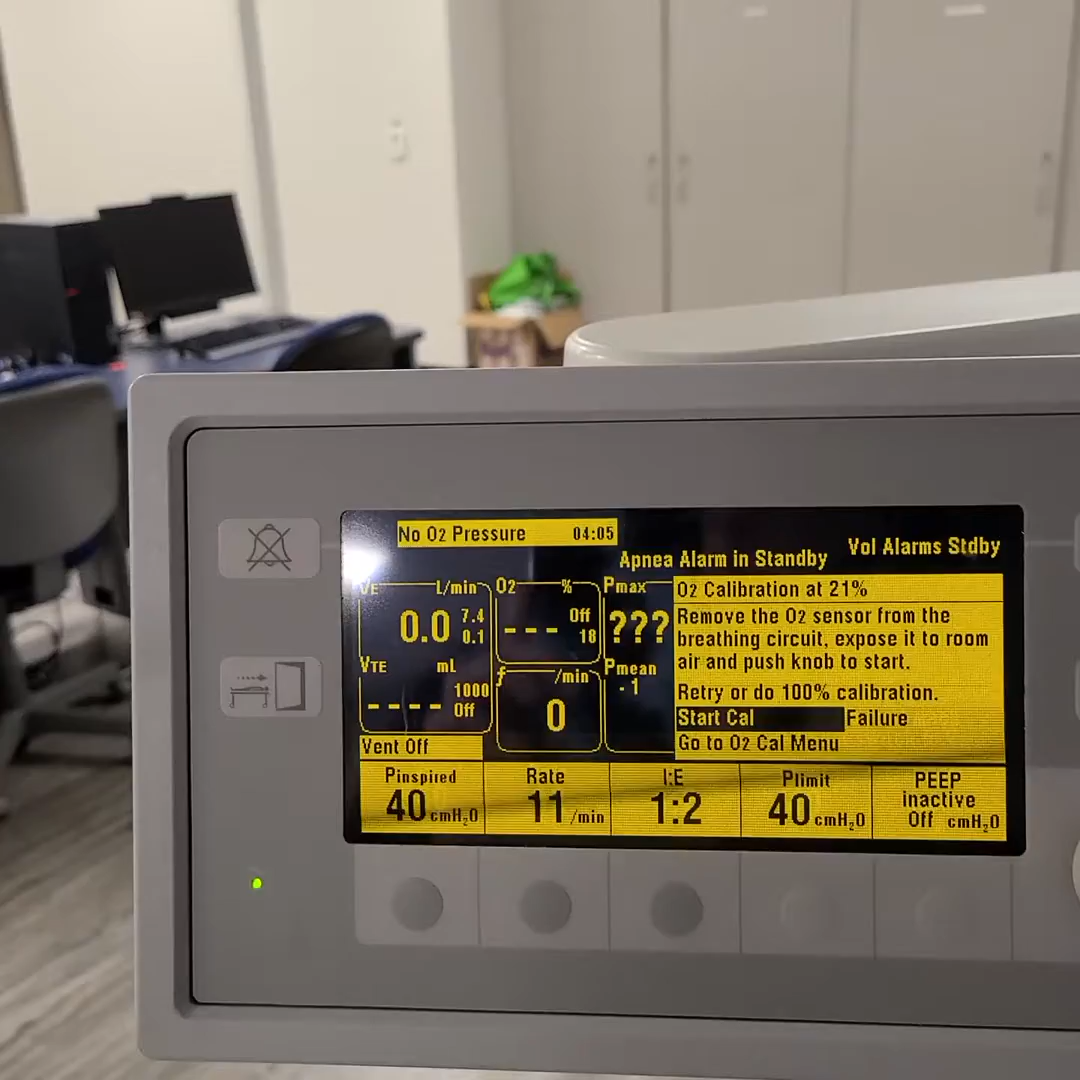 No O2 Pressure 04:05
Apnea Alarm in Standby
Vol Alarms Stdby
VE L/min
0.0 7.4
0.1
O2 %
--- Off
18
Pmax
???
VTE mL
---- 1000
Off
f /min
0
Pmean
-1
O2 Calibration at 21%
Remove the O2 sensor from the
breathing circuit, expose it to room
air and push knob to start.
Retry or do 100% calibration.
Start Cal Failure
Go to O2 Cal Menu
Vent Off
Pinspired
40 cmH2O
Rate
11 /min
I:E
1:2
Plimit
40 cmH2O
PEEP
inactive
Off cmH2O